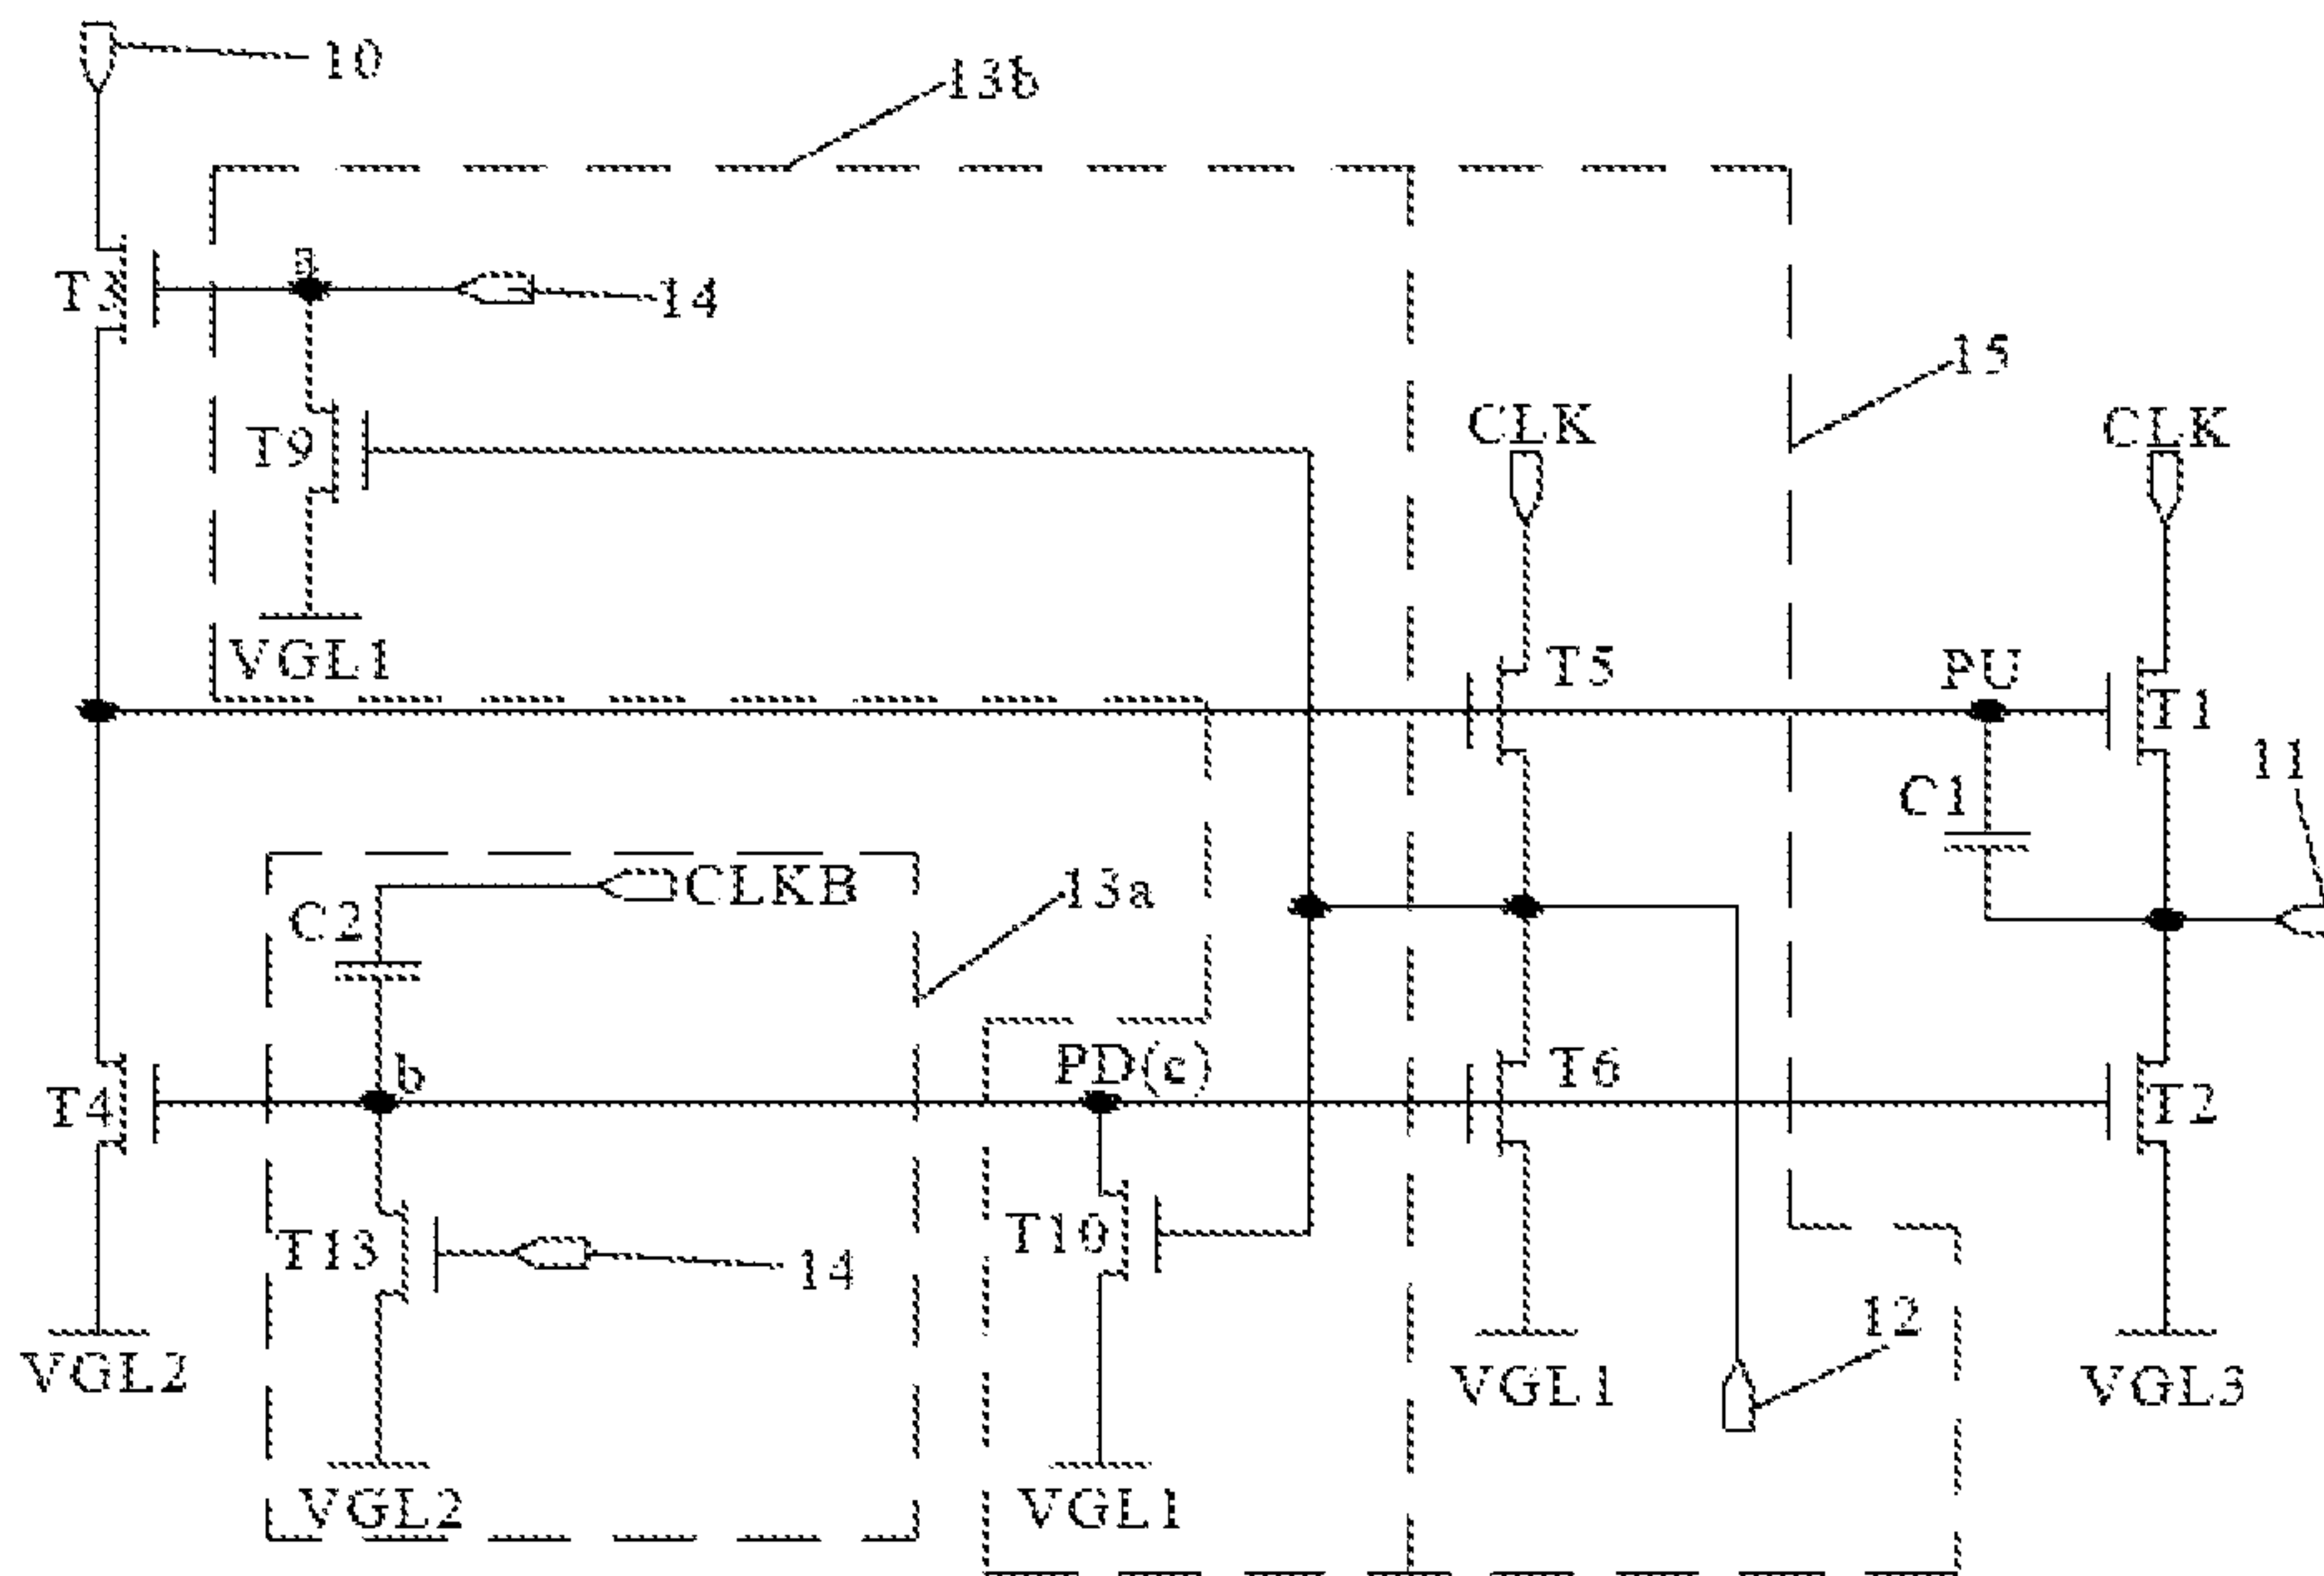 10
13b
a
T3
14
15
T9
CLK
CLK
VGL1
T5
PU
T1
11
C1
CLKB
C2
13a
b
PD(c)
T6
T4
T2
T13
T10
14
12
VGL2
VGL1
VGL3
VGL2
VGL1